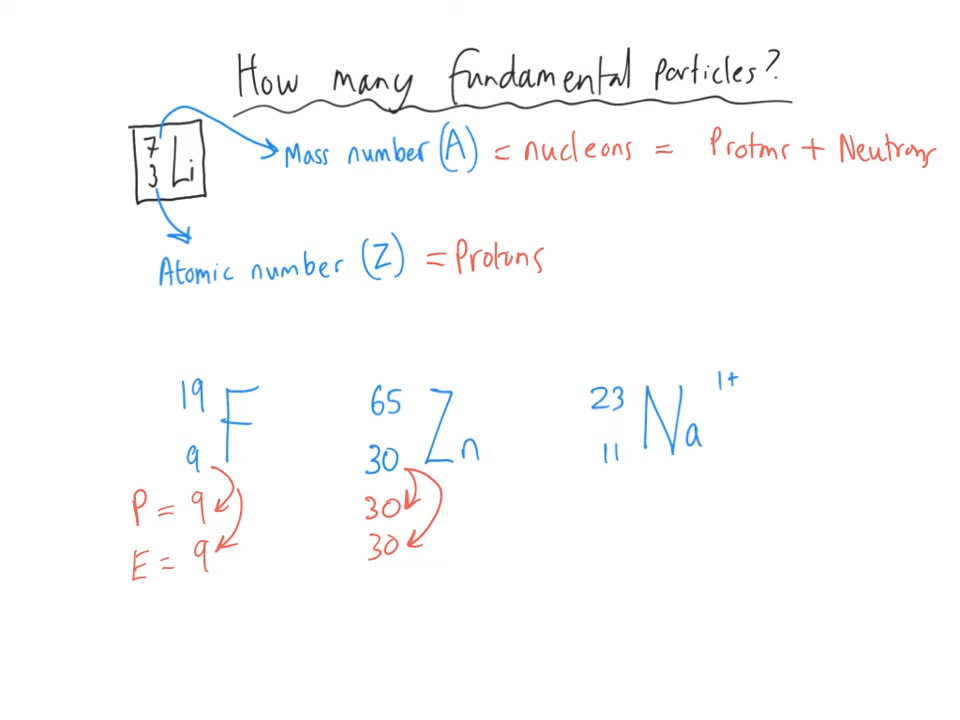 How many fundamental particles?
7
3 Li
Mass number (A) = nucleons = Protons + Neutrons
Atomic number (Z) = Protons
19
9 F
65
30 Zn
23
11 Na 1+
P = 9
E = 9
30
30